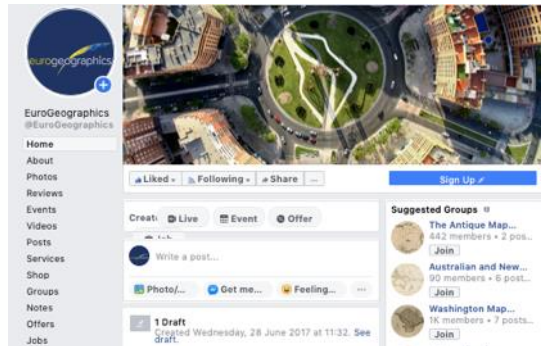 eurogeographics
EuroGeographics
@EuroGeographics
Home
About
Photos
Reviews
Events
Videos
Posts
Services
Shop
Groups
Notes
Offers
Jobs
Liked
Following
Share
...
Sign Up
Create
Live
Event
Offer
Job
Write a post...
Photo/...
Get me...
Feeling...
...
1 Draft
Created Wednesday, 28 June 2017 at 11:32. See
draft.
Suggested Groups
The Antique Map...
442 members • 2 pos...
Join
Australian and New...
90 members • 6 post...
Join
Washington Map...
1K members • 7 posts...
Join